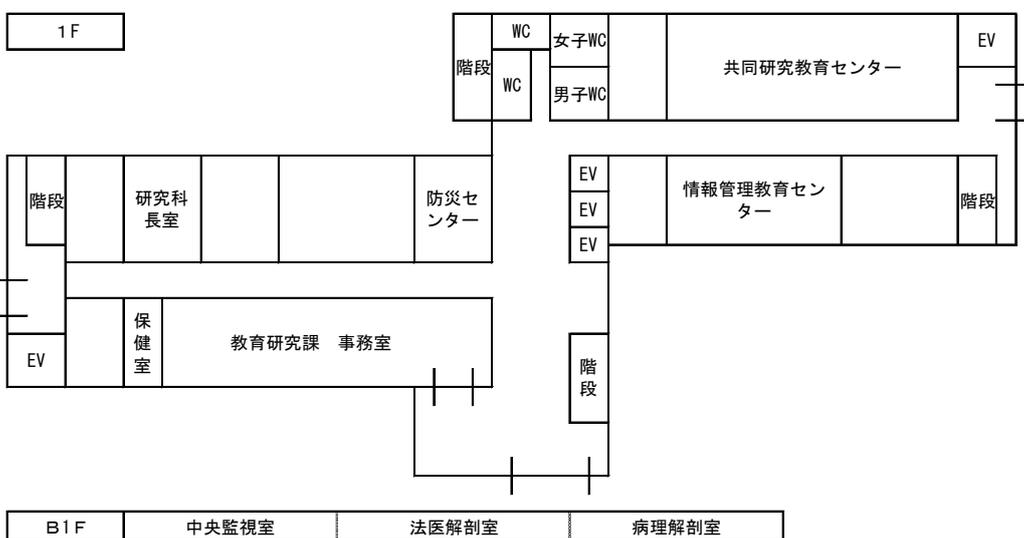 1F
階段
WC
WC
女子WC
男子WC
共同研究教育センター
EV
階段
研究科
長室
防災セ
ンター
EV
EV
EV
情報管理教育セン
ター
階段
保
健
室
教育研究課　事務室
EV
階
段
B1F
中央監視室
法医解剖室
病理解剖室